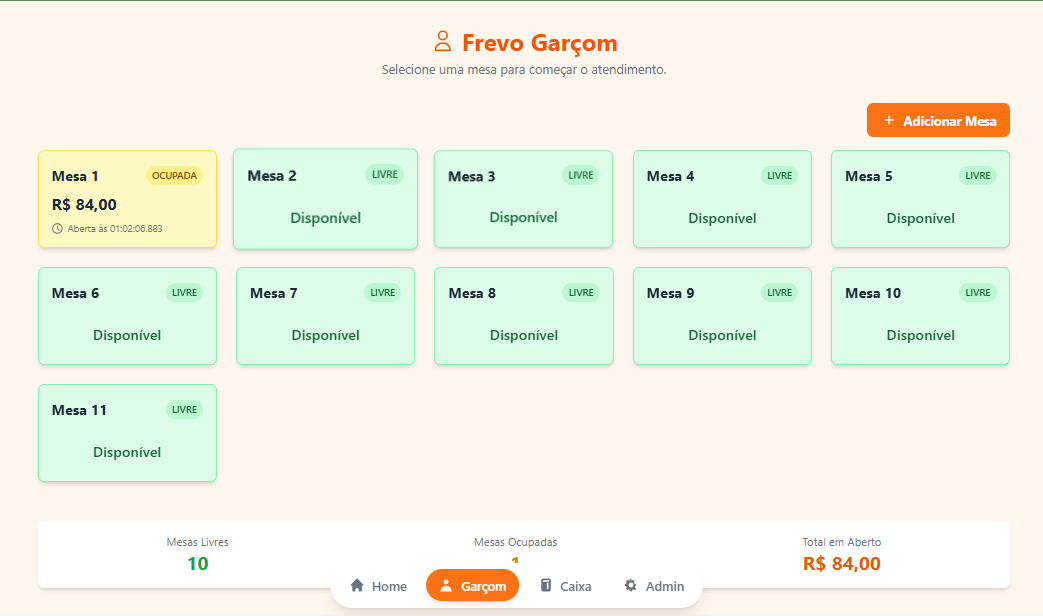 Frevo Garçom
Selecione uma mesa para começar o atendimento.
+ Adicionar Mesa
Mesa 1 OCUPADA
R$ 84,00
Aberta às 01:02:06.883
Mesa 2 LIVRE
Disponível
Mesa 3 LIVRE
Disponível
Mesa 4 LIVRE
Disponível
Mesa 5 LIVRE
Disponível
Mesa 6 LIVRE
Disponível
Mesa 7 LIVRE
Disponível
Mesa 8 LIVRE
Disponível
Mesa 9 LIVRE
Disponível
Mesa 10 LIVRE
Disponível
Mesa 11 LIVRE
Disponível
Mesas Livres
10
Mesas Ocupadas
Total em Aberto
R$ 84,00
Home Garçom Caixa Admin